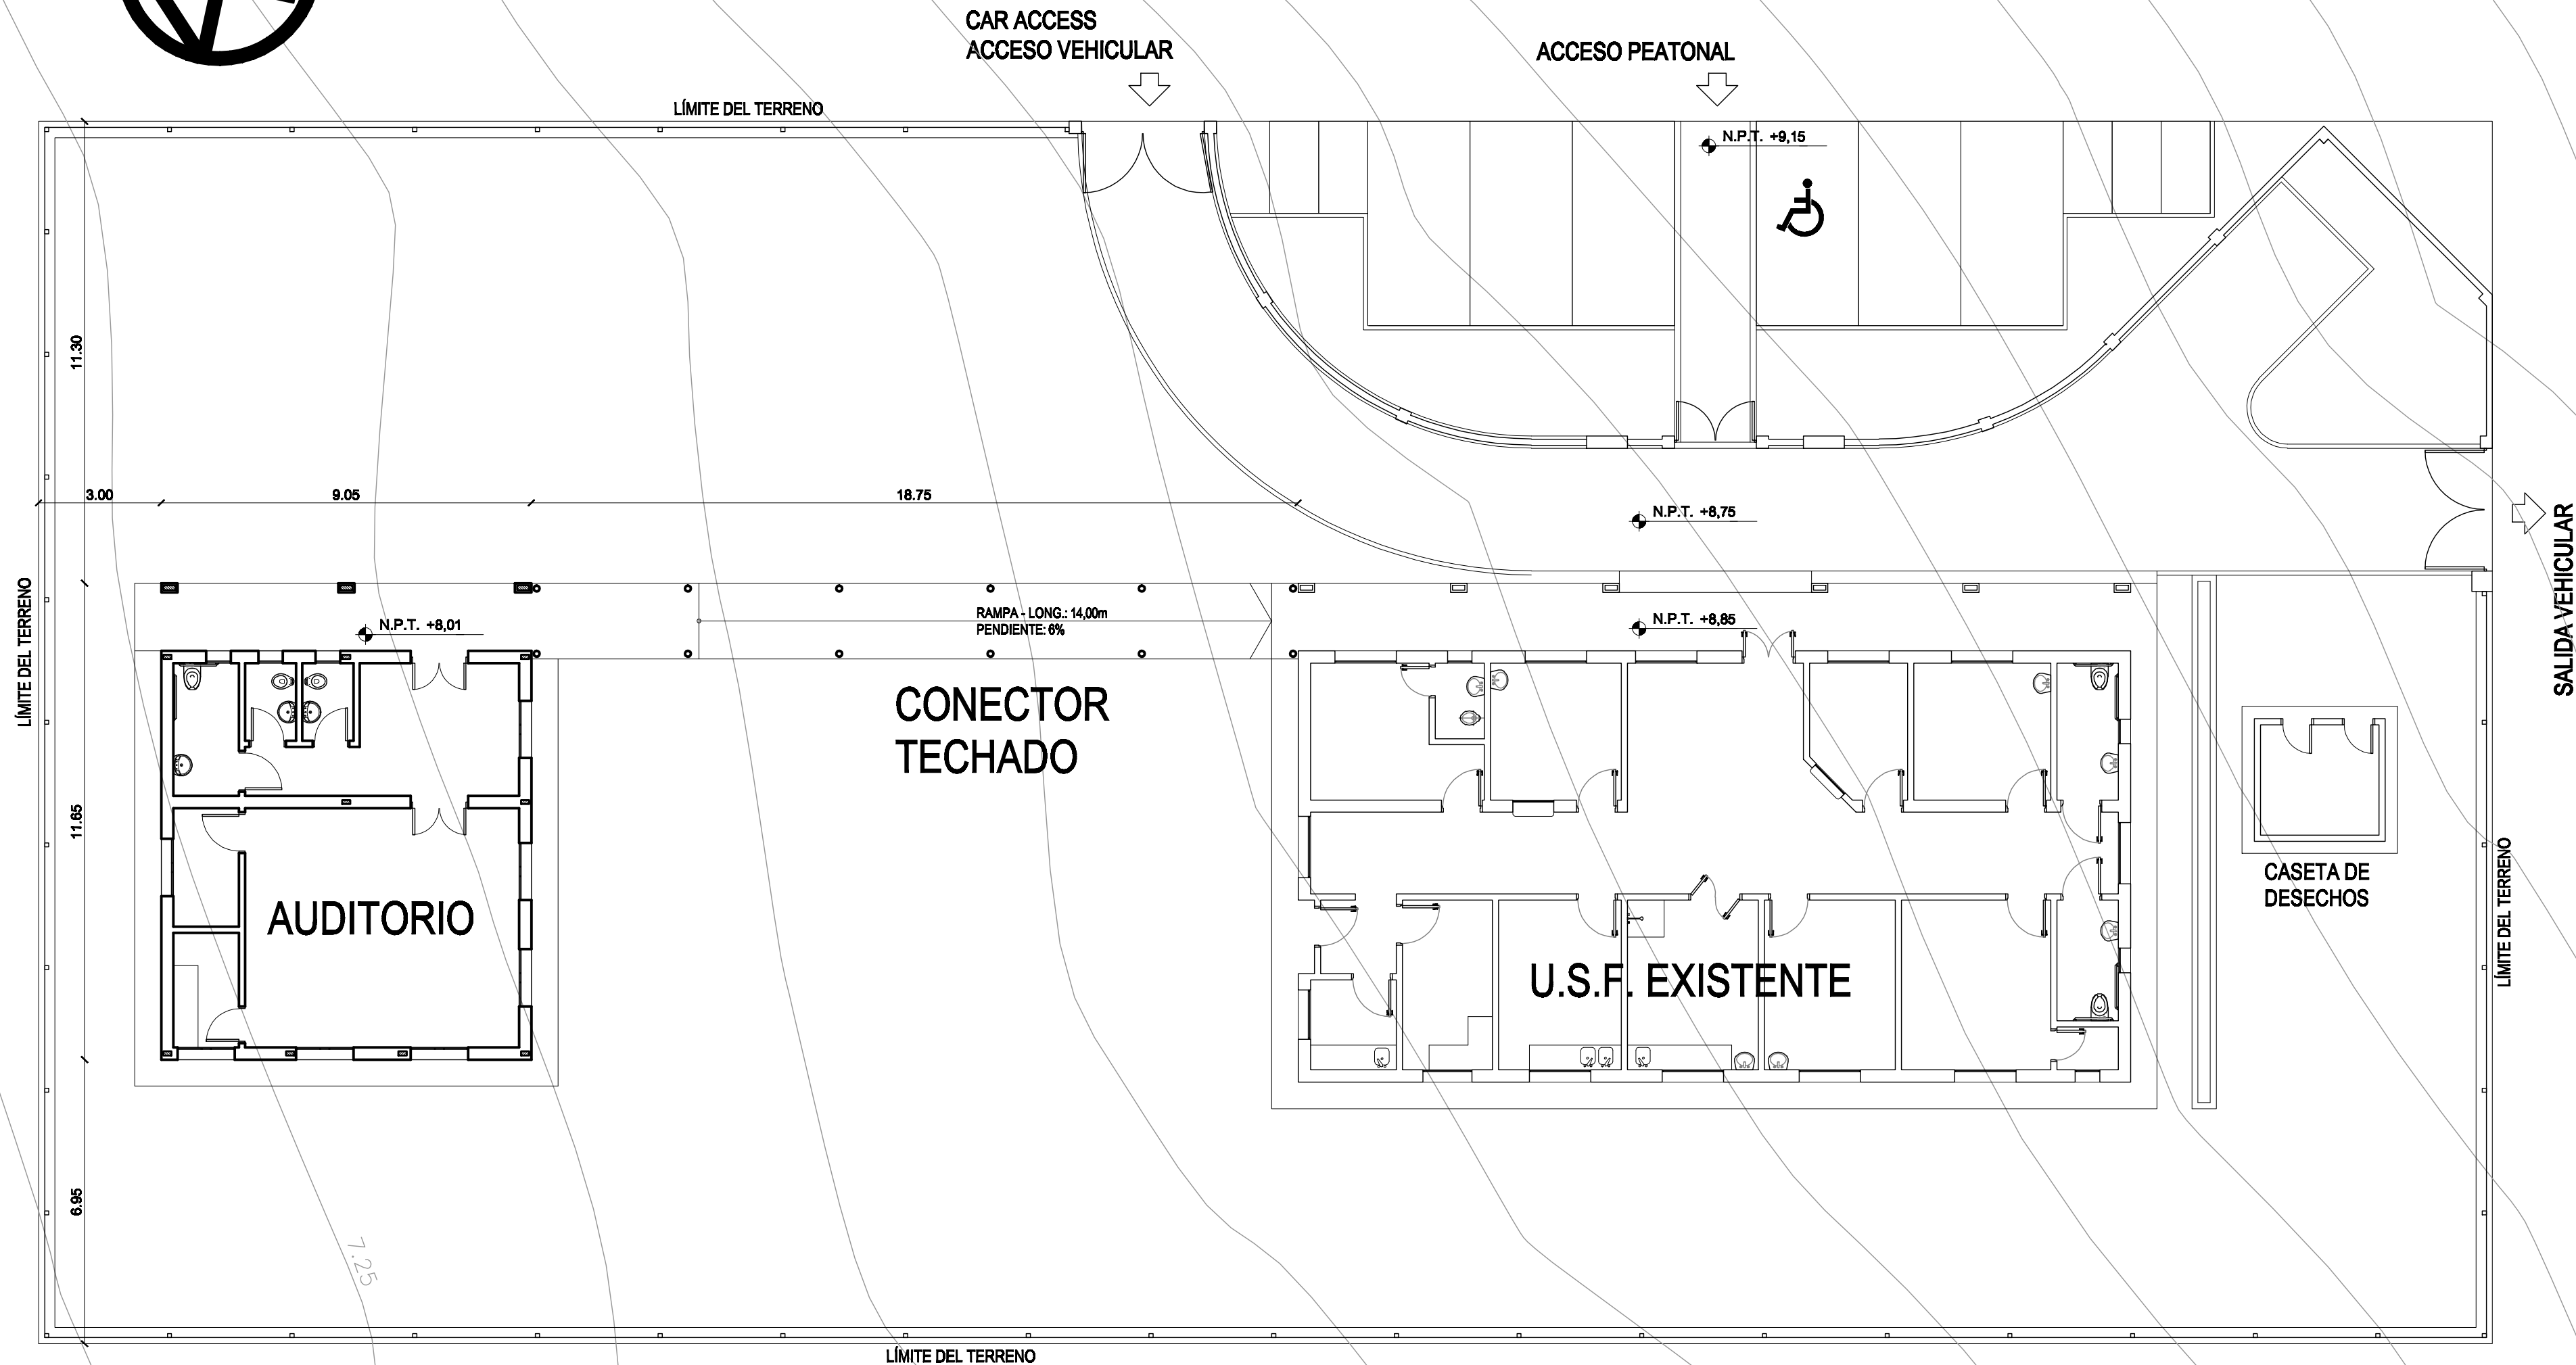 CAR ACCESS
ACCESO VEHICULAR
ACCESO PEATONAL
LÍMITE DEL TERRENO
N.P.T. +9,15
11.30
3.00
9.05
18.75
N.P.T. +8,75
SALIDA VEHICULAR
LÍMITE DEL TERRENO
RAMPA - LONG.: 14,00m
PENDIENTE: 6%
N.P.T. +8,01
N.P.T. +8,85
CONECTOR
TECHADO
11.65
AUDITORIO
U.S.F. EXISTENTE
CASETA DE
DESECHOS
LÍMITE DEL TERRENO
6.95
7.25
LÍMITE DEL TERRENO